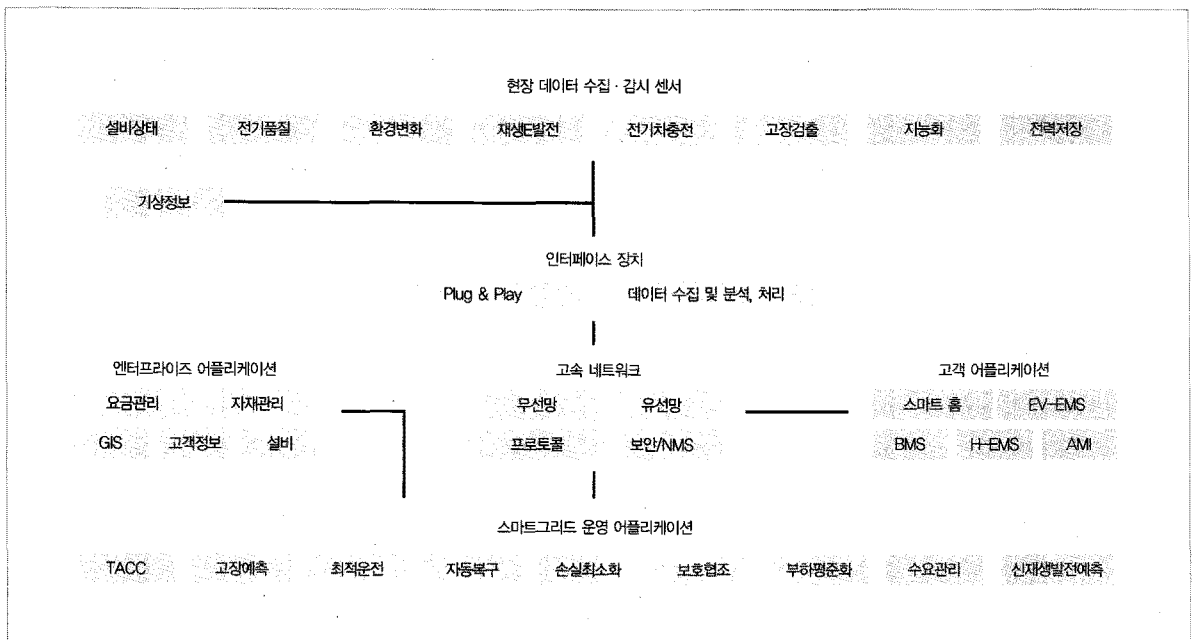 현장 데이터 수집 · 감시 센서
설비상태 전기품질 환경변화 재생E발전 전기차충전 고장검출 지능화 전력저장
기상정보
인터페이스 장치
Plug & Play 데이터 수집 및 분석, 처리
엔터프라이즈 어플리케이션 고속 네트워크 고객 어플리케이션
요금관리 자재관리 무선망 유선망 스마트 홈 EV-EMS
GIS 고객정보 설비 프로토콜 보안/NMS BMS H-EMS AMI
스마트그리드 운영 어플리케이션
TACC 고장예측 최적운전 자동복구 손실최소화 보호협조 부하평준화 수요관리 신재생발전예측